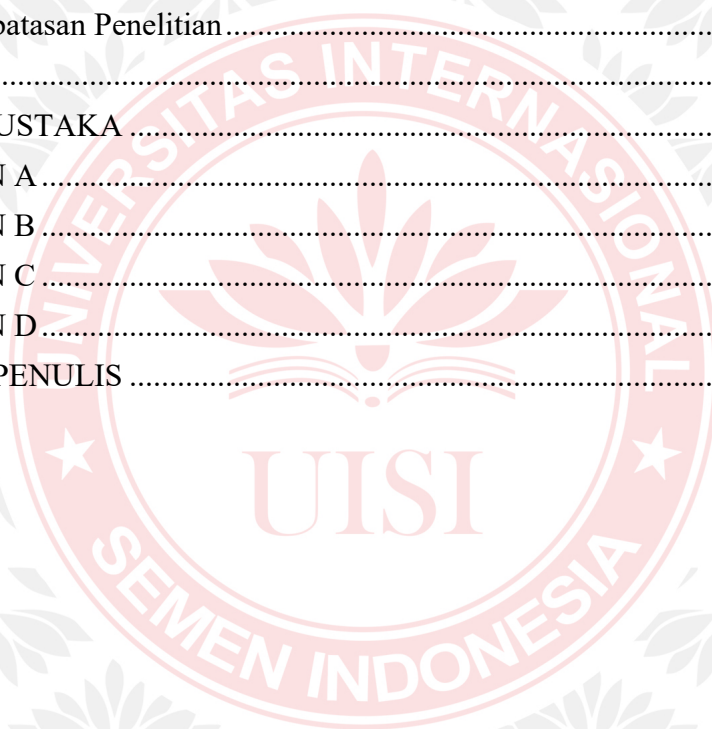 batasan Penelitian........................................................................
........................................................................
USTAKA........................................................................
N A........................................................................
N B........................................................................
N C........................................................................
N D........................................................................
PENULIS........................................................................
UNIVERSITAS INTERNASIONAL
UISI
SEMEN INDONESIA